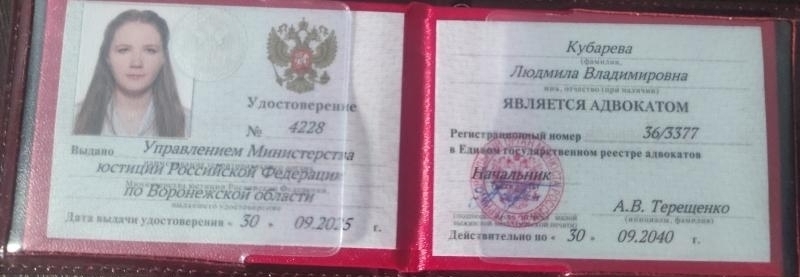 Удостоверение
№ 4228
Выдано Управлением Министерства
юстиции Российской Федерации
по Воронежской области
Дата выдачи удостоверения « 30 » 09.2025 г.
Кубарева
(фамилия,
Людмила Владимировна
имя, отчество (при наличии)
ЯВЛЯЕТСЯ АДВОКАТОМ
Регистрационный номер 36/3377
в Едином государственном реестре адвокатов
Начальник
А.В. Терещенко
(инициалы, фамилия)
Действительно по « 30 » 09.2040 г.